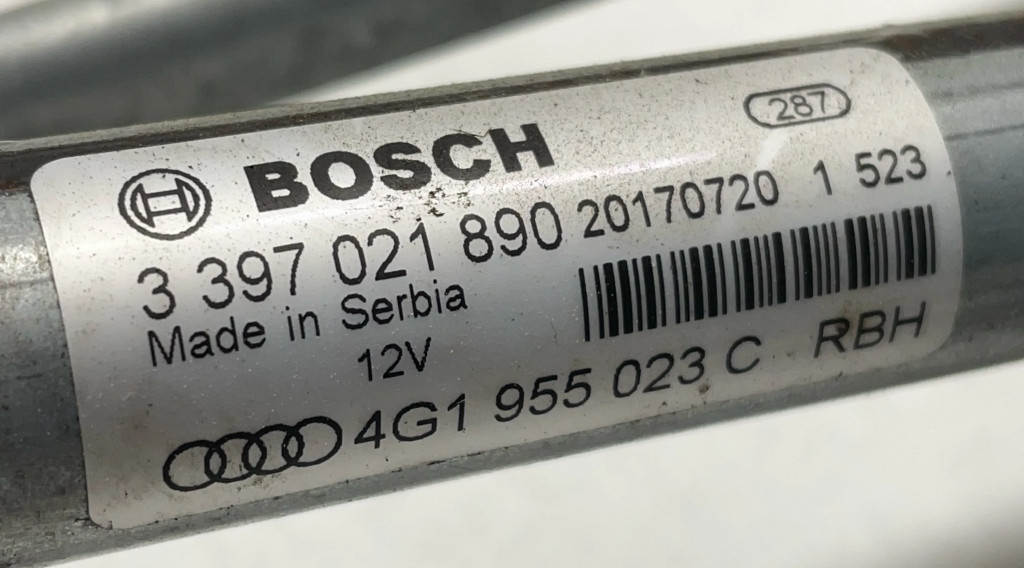 287
BOSCH
3 397 021 890 20170720 1 523
Made in Serbia
12V
4G1 955 023 C RBH